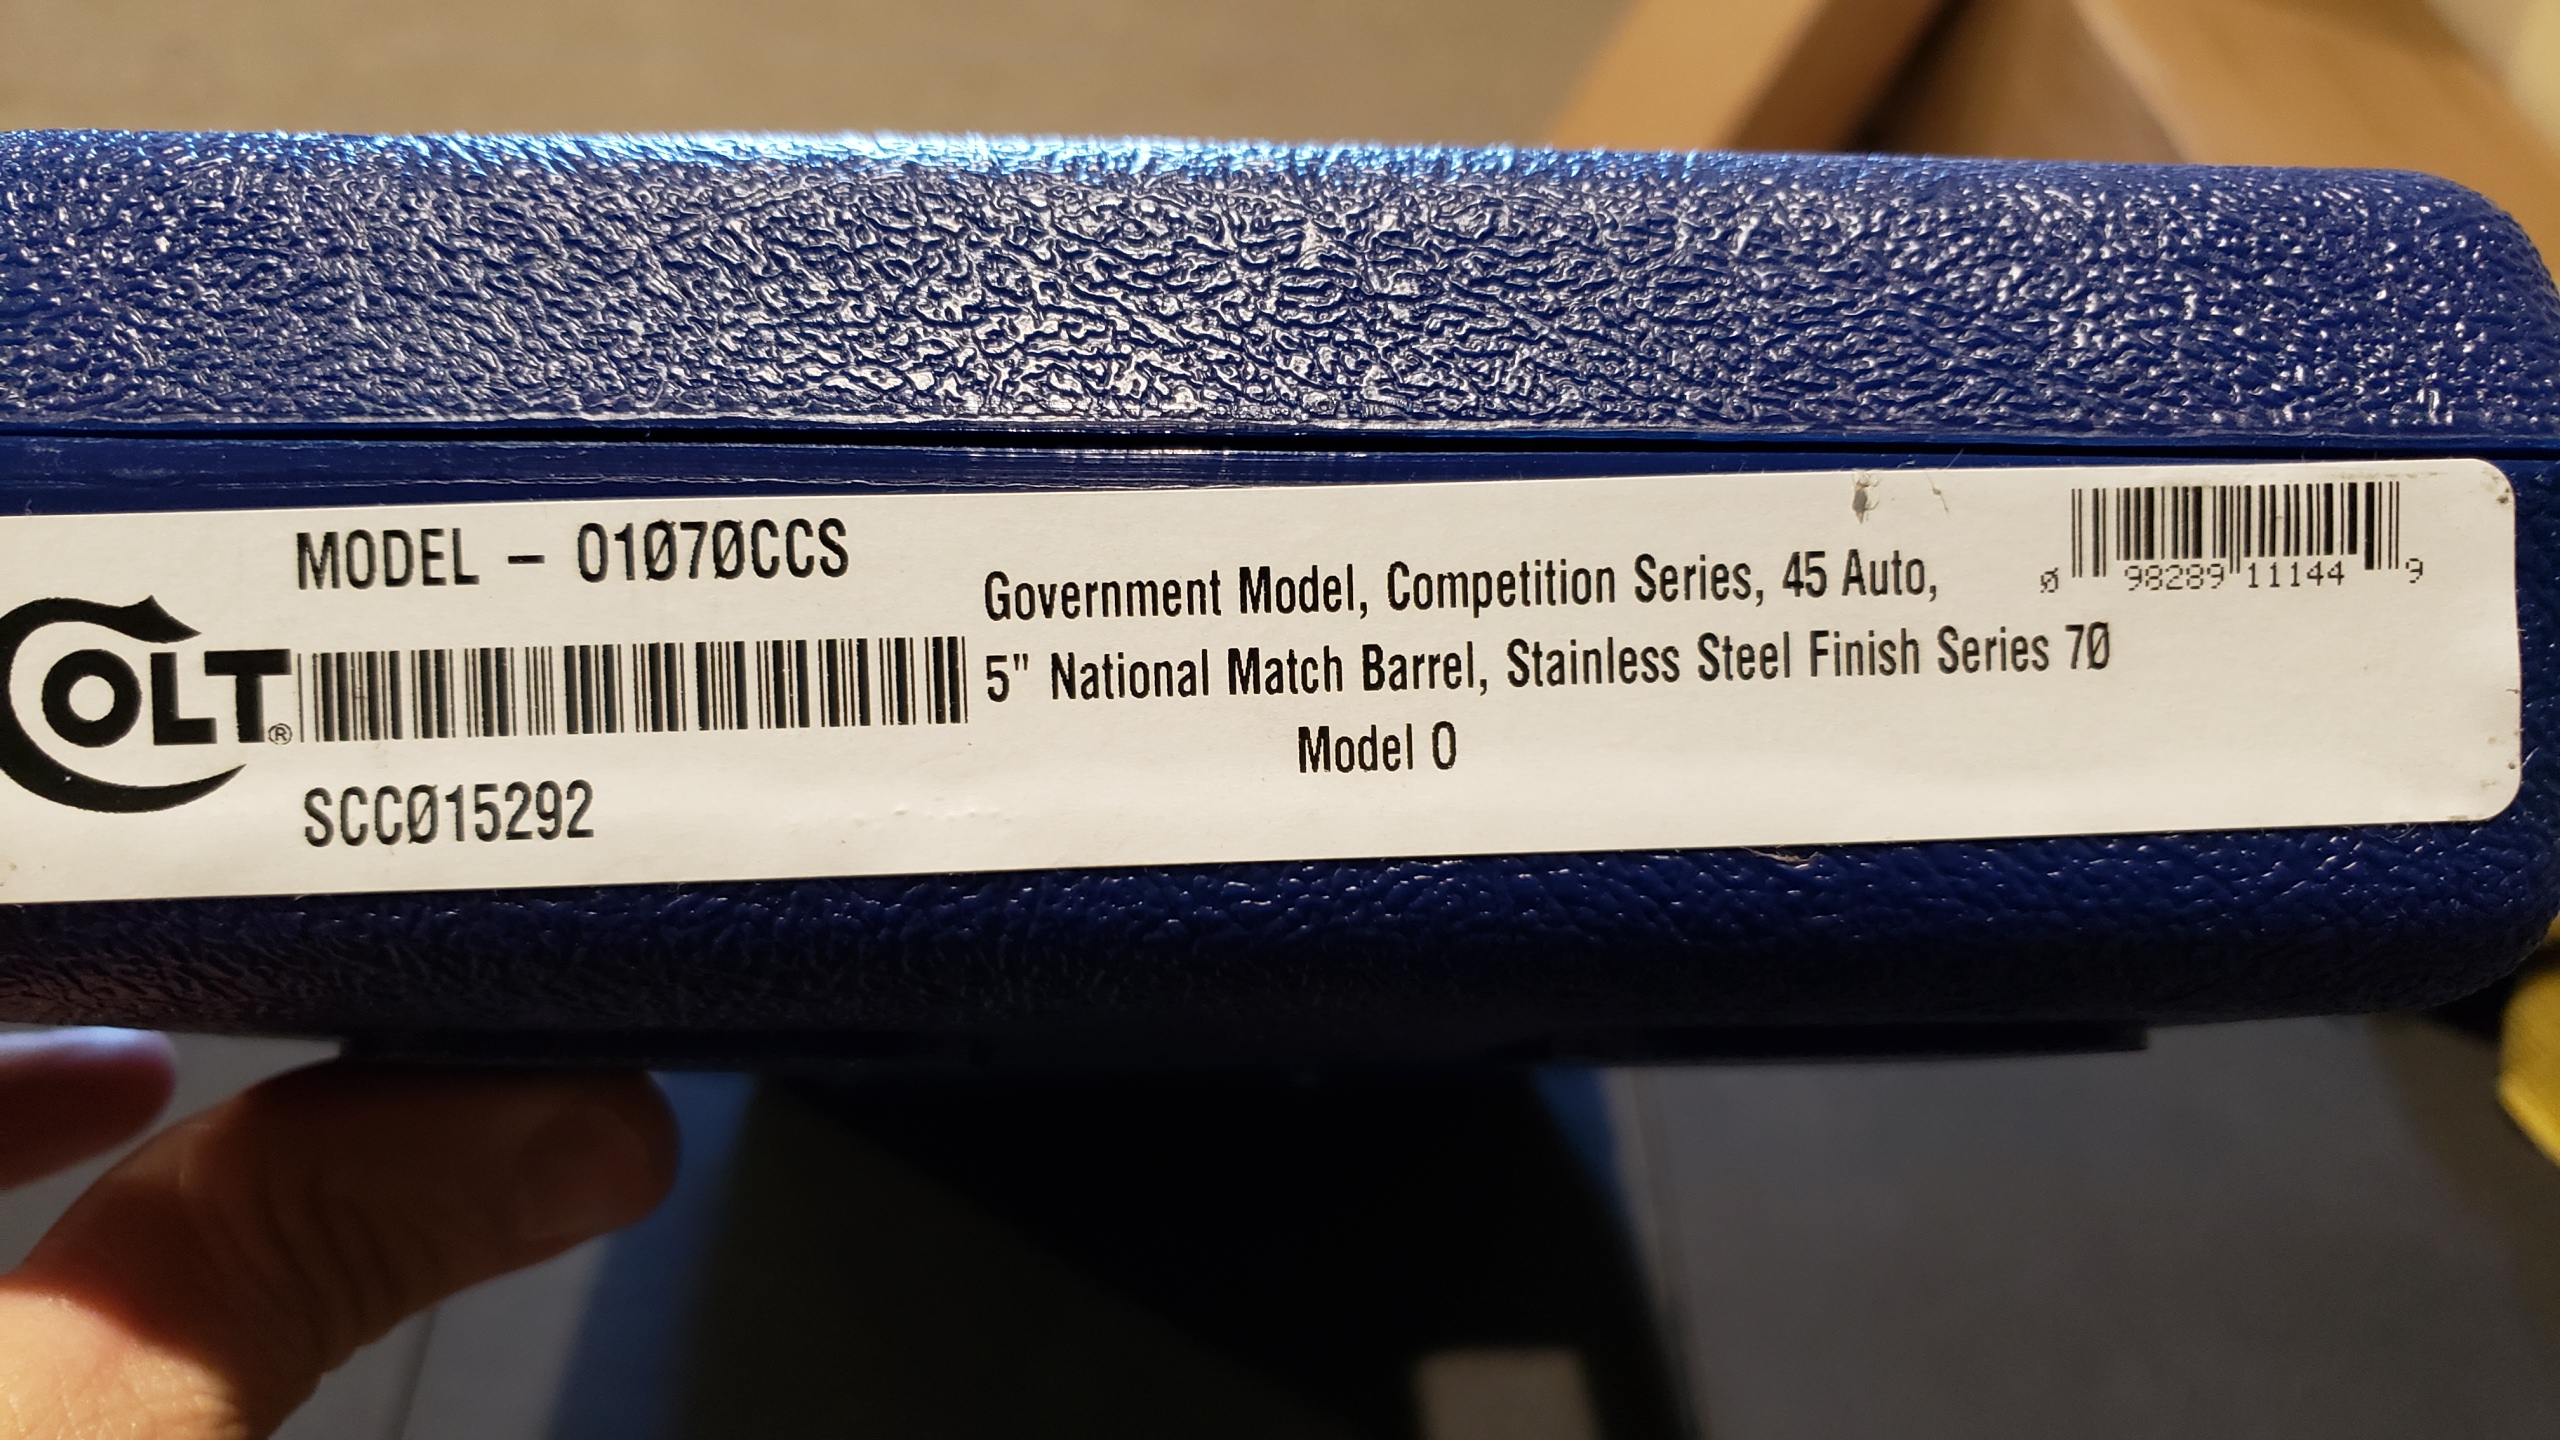 MODEL - O1Ø7ØCCS
COLT®
SCCØ15292
Government Model, Competition Series, 45 Auto,
5" National Match Barrel, Stainless Steel Finish Series 7Ø
Model O
Ø 98289 11144 9